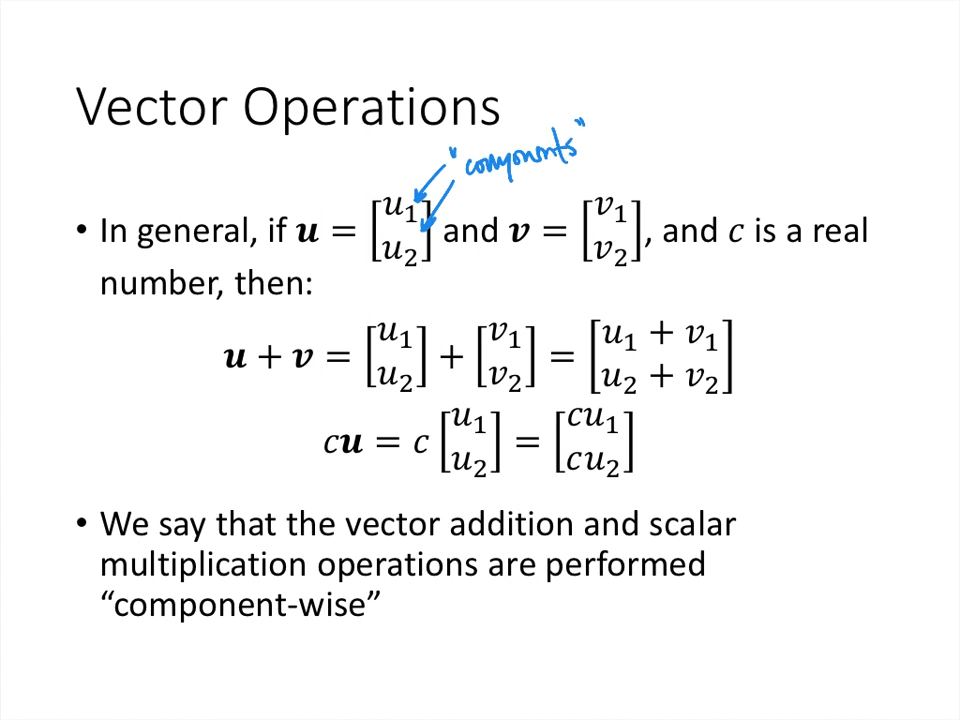 Vector Operations
"components"
• In general, if 𝒖 = [u₁ u₂] and 𝒗 = [v₁ v₂], and c is a real
number, then:
𝒖 + 𝒗 = [u₁ u₂] + [v₁ v₂] = [u₁ + v₁ u₂ + v₂]
c𝒖 = c [u₁ u₂] = [cu₁ cu₂]
• We say that the vector addition and scalar
multiplication operations are performed
“component-wise”